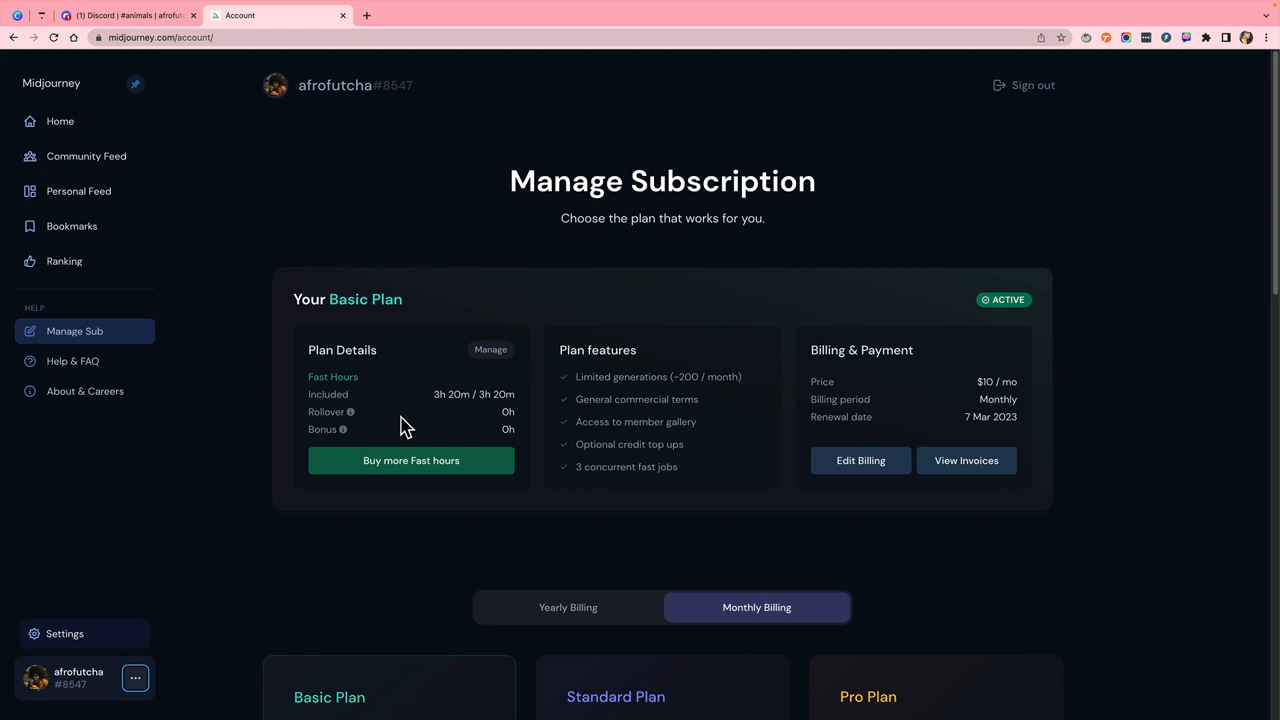 (1) Discord | #animals | afrofutc
Account
midjourney.com/account/
Midjourney
afrofutcha#8547
Sign out
Home
Community Feed
Personal Feed
Bookmarks
Ranking
HELP
Manage Sub
Help & FAQ
About & Careers
Manage Subscription
Choose the plan that works for you.
Your Basic Plan
ACTIVE
Plan Details
Manage
Fast Hours
Included 3h 20m / 3h 20m
Rollover 0h
Bonus 0h
Buy more Fast hours
Plan features
Limited generations (~200 / month)
General commercial terms
Access to member gallery
Optional credit top ups
3 concurrent fast jobs
Billing & Payment
Price $10 / mo
Billing period Monthly
Renewal date 7 Mar 2023
Edit Billing
View Invoices
Yearly Billing
Monthly Billing
Basic Plan
Standard Plan
Pro Plan
Settings
afrofutcha
#8547